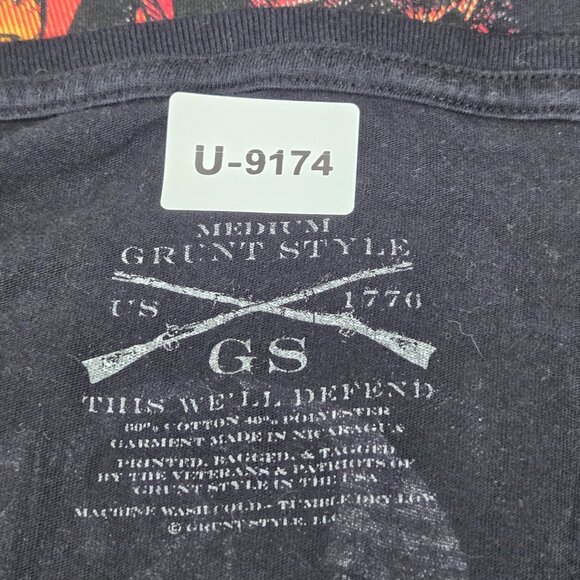 U-9174
MEDIUM
GRUNT STYLE
US 1776
GS
THIS WE'LL DEFEND
60% COTTON 40% POLYESTER
GARMENT MADE IN NICARAGUA
PRINTED, BAGGED, & TAGGED
BY THE VETERANS & PATRIOTS OF
GRUNT STYLE IN THE USA
MACHINE WASH COLD - TUMBLE DRY LOW
© GRUNT STYLE, LLC